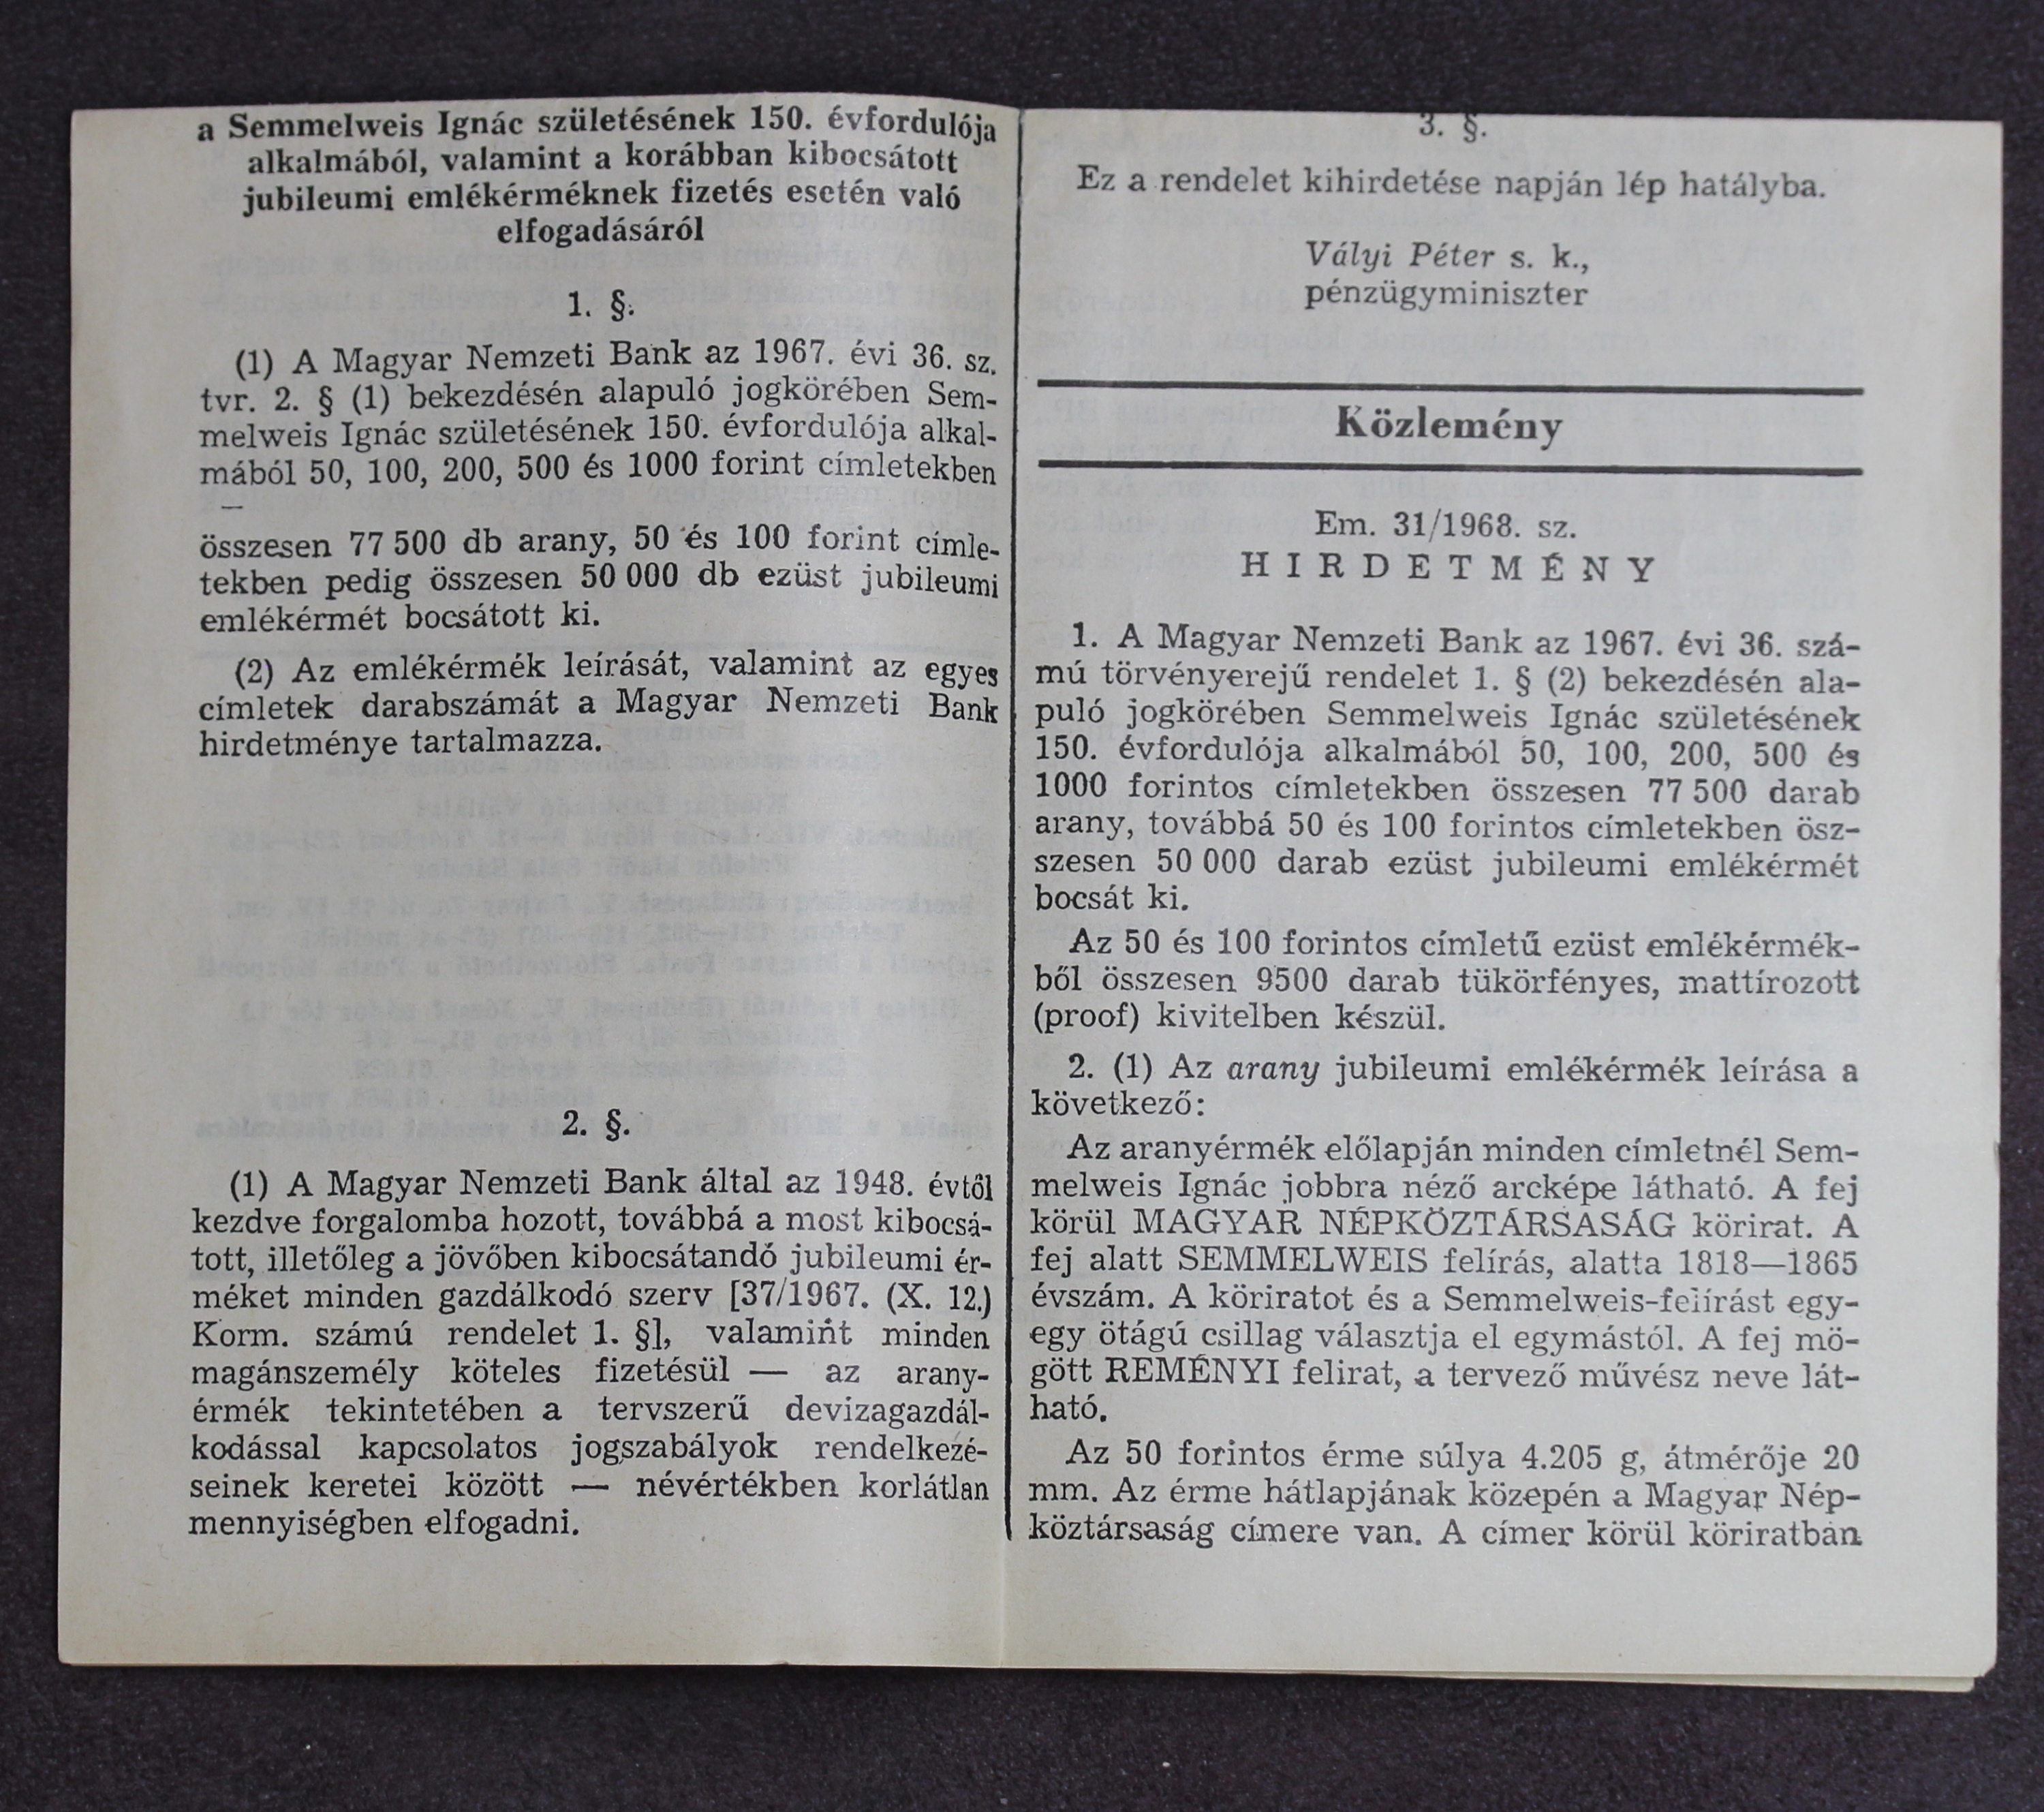 a Semmelweis Ignác születésének 150. évfordulója
alkalmából, valamint a korábban kibocsátott
jubileumi emlékérméknek fizetés esetén való
elfogadásáról
1. §.
(1) A Magyar Nemzeti Bank az 1967. évi 36. sz.
tvr. 2. § (1) bekezdésén alapuló jogkörében Sem-
melweis Ignác születésének 150. évfordulója alkal-
mából 50, 100, 200, 500 és 1000 forint címletekben
—
összesen 77 500 db arany, 50 és 100 forint címle-
tekben pedig összesen 50 000 db ezüst jubileumi
emlékérmét bocsátott ki.
(2) Az emlékérmék leírását, valamint az egyes
címletek darabszámát a Magyar Nemzeti Bank
hirdetménye tartalmazza.
2. §.
(1) A Magyar Nemzeti Bank által az 1948. évtől
kezdve forgalomba hozott, továbbá a most kibocsá-
tott, illetőleg a jövőben kibocsátandó jubileumi ér-
méket minden gazdálkodó szerv [37/1967. (X. 12.)
Korm. számú rendelet 1. §], valamint minden
magánszemély köteles fizetésül — az arany-
érmék tekintetében a tervszerű devizagazdál-
kodással kapcsolatos jogszabályok rendelkezé-
seinek keretei között — névértékben korlátlan
mennyiségben elfogadni.
3. §.
Ez a rendelet kihirdetése napján lép hatályba.
Vályi Péter s. k.,
pénzügyminiszter
Közlemény
Em. 31/1968. sz.
HIRDETMÉNY
1. A Magyar Nemzeti Bank az 1967. évi 36. szá-
mú törvényerejű rendelet 1. § (2) bekezdésén ala-
puló jogkörében Semmelweis Ignác születésének
150. évfordulója alkalmából 50, 100, 200, 500 és
1000 forintos címletekben összesen 77 500 darab
arany, továbbá 50 és 100 forintos címletekben ösz-
szesen 50 000 darab ezüst jubileumi emlékérmét
bocsát ki.
Az 50 és 100 forintos címletű ezüst emlékérmék-
ből összesen 9500 darab tükörfényes, mattírozott
(proof) kivitelben készül.
2. (1) Az arany jubileumi emlékérmék leírása a
következő:
Az aranyérmék előlapján minden címletnél Sem-
melweis Ignác jobbra néző arcképe látható. A fej
körül MAGYAR NÉPKÖZTÁRSASÁG körirat. A
fej alatt SEMMELWEIS felírás, alatta 1818—1865
évszám. A köriratot és a Semmelweis-felírást egy-
egy ötágú csillag választja el egymástól. A fej mö-
gött REMÉNYI felirat, a tervező művész neve lát-
ható.
Az 50 forintos érme súlya 4.205 g, átmérője 20
mm. Az érme hátlapjának közepén a Magyar Nép-
köztársaság címere van. A címer körül köriratban